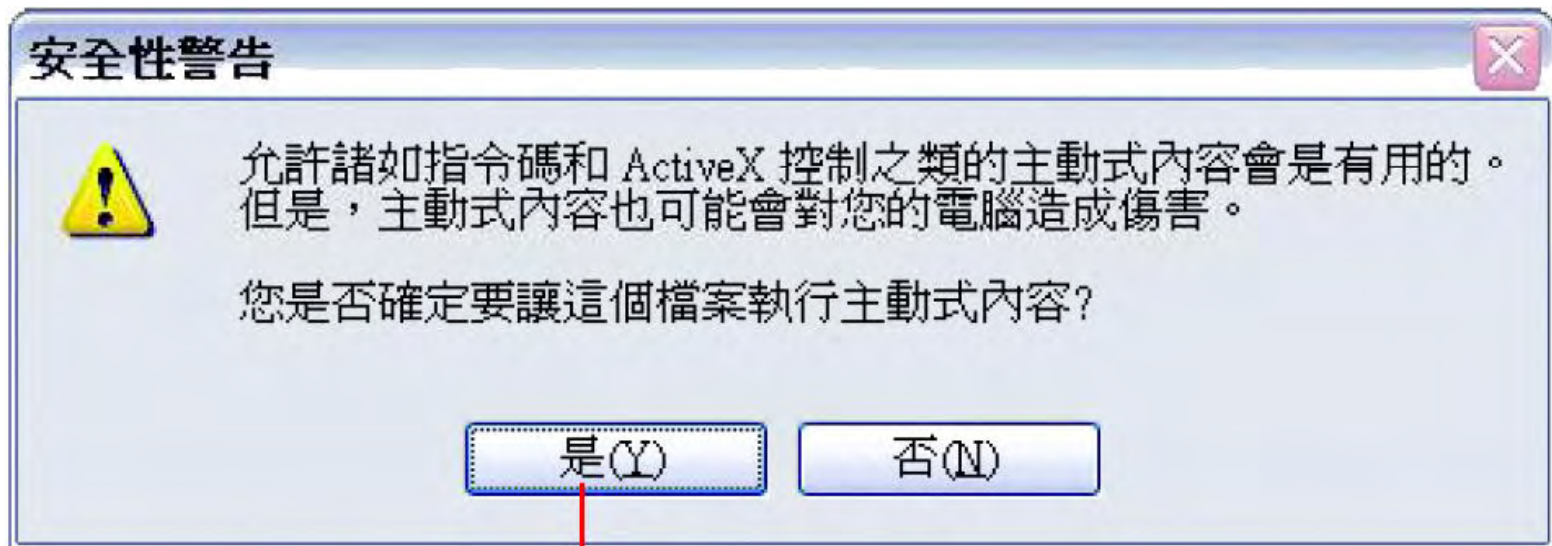 安全性警告
允許諸如指令碼和 ActiveX 控制之類的主動式內容會是有用的。
但是，主動式內容也可能會對您的電腦造成傷害。
您是否確定要讓這個檔案執行主動式內容?
是(Y)
否(N)